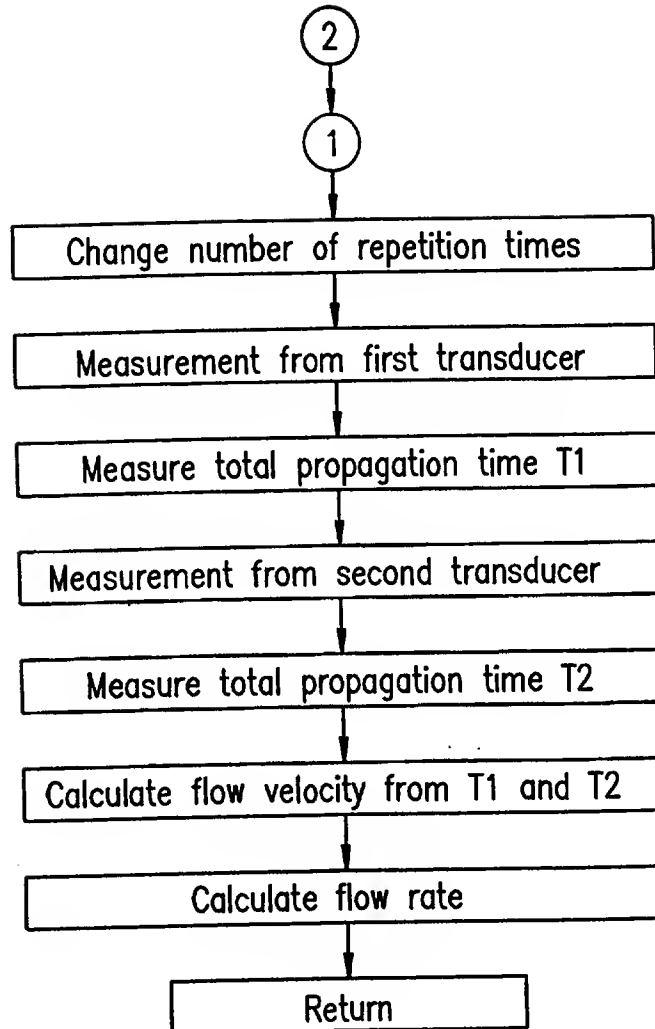 2
1
Change number of repetition times
Measurement from first transducer
Measure total propagation time T1
Measurement from second transducer
Measure total propagation time T2
Calculate flow velocity from T1 and T2
Calculate flow rate
Return